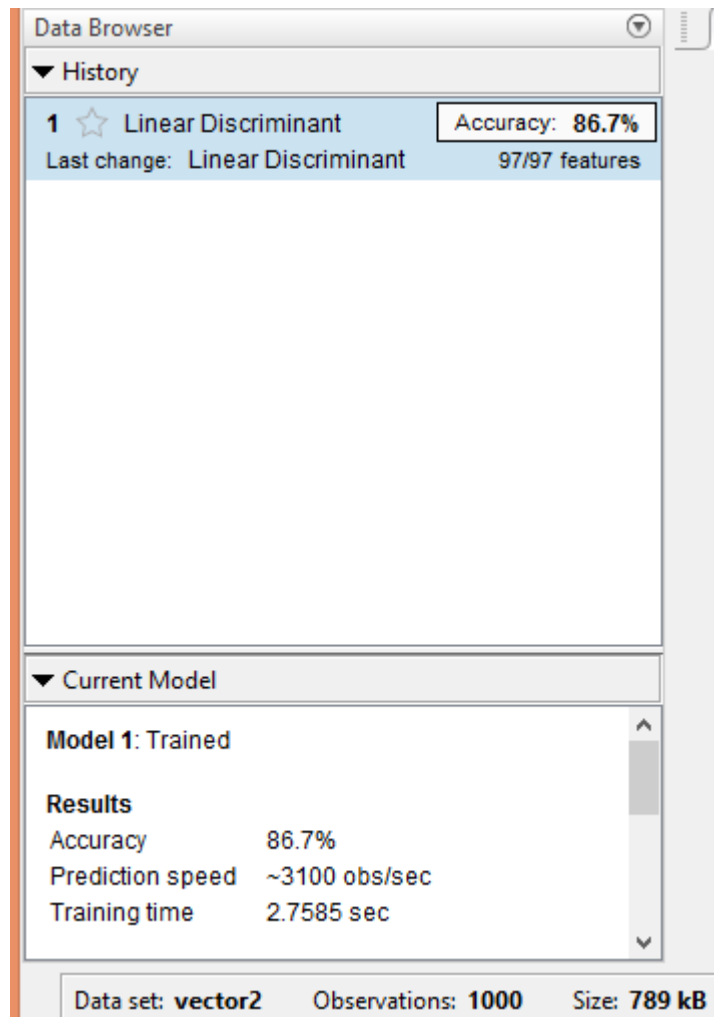 Data Browser
▼ History
1 ☆ Linear Discriminant Accuracy: 86.7%
Last change: Linear Discriminant 97/97 features
▼ Current Model
Model 1: Trained
Results
Accuracy 86.7%
Prediction speed ~3100 obs/sec
Training time 2.7585 sec
Data set: vector2 Observations: 1000 Size: 789 kB